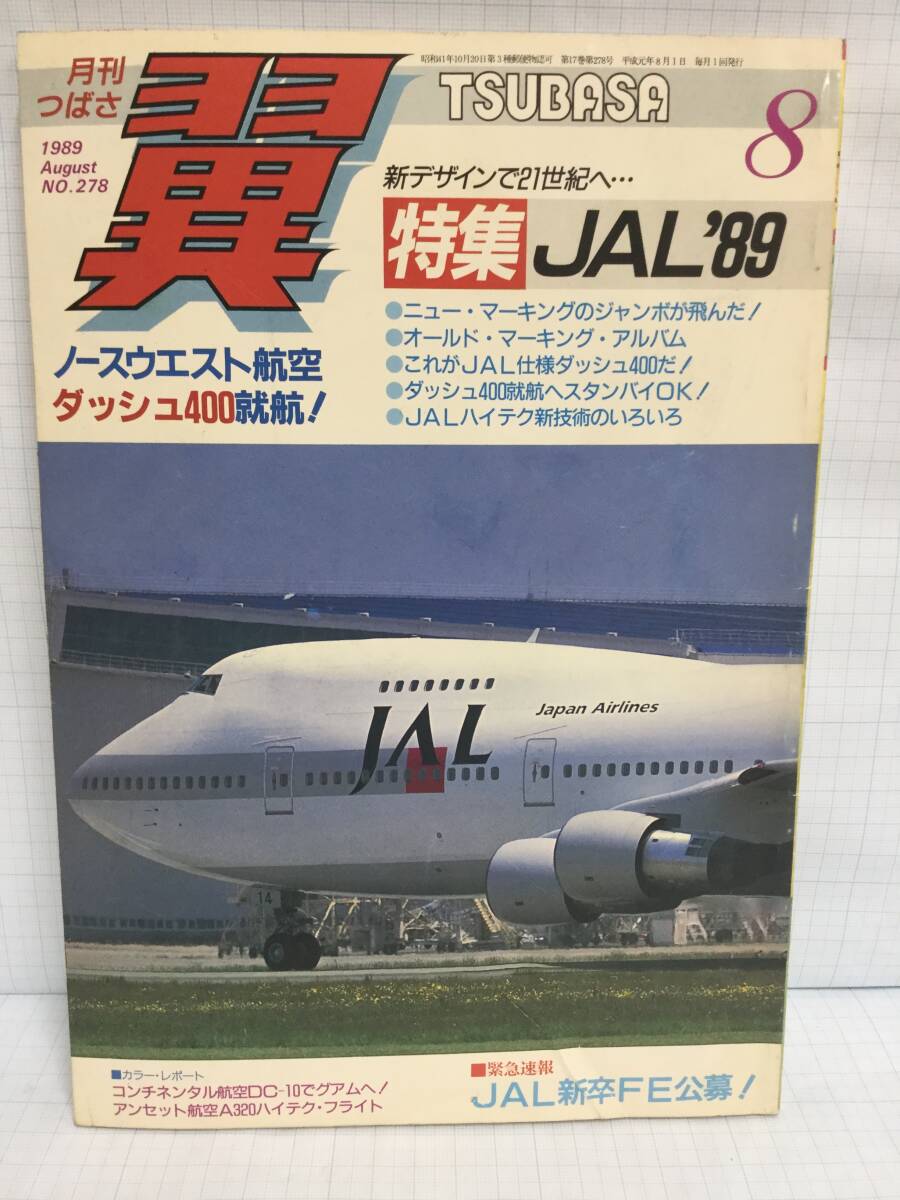 昭和41年10月20日第3種郵便物認可 第17巻第278号 平成元年8月1日 毎月1回発行
月刊
つばさ
翼
TSUBASA
8
1989
August
NO.278
新デザインで21世紀へ…
特集 JAL'89
●ニュー・マーキングのジャンボが飛んだ!
●オールド・マーキング・アルバム
●これがJAL仕様ダッシュ400だ!
●ダッシュ400就航へスタンバイOK!
●JALハイテク新技術のいろいろ
ノースウエスト航空
ダッシュ400就航!
JAL
Japan Airlines
14
■カラー・レポート
コンチネンタル航空DC-10でグアムへ!
アンセット航空A320ハイテク・フライト
■緊急速報
JAL新卒FE公募!